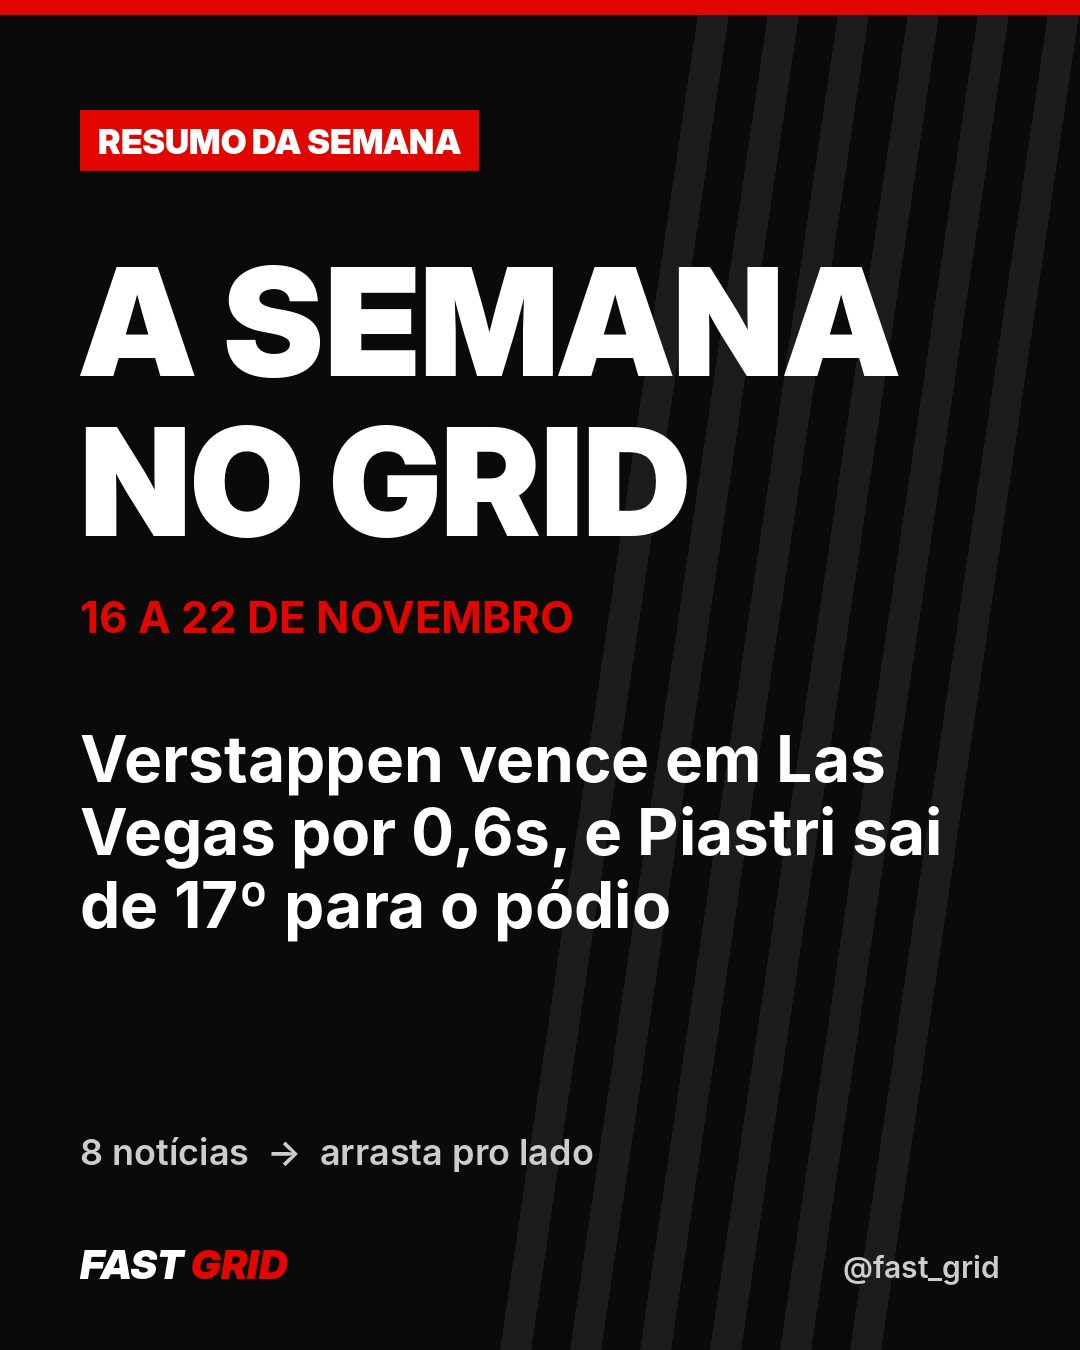 RESUMO DA SEMANA
A SEMANA
NO GRID
16 A 22 DE NOVEMBRO
Verstappen vence em Las
Vegas por 0,6s, e Piastri sai
de 17º para o pódio
8 notícias → arrasta pro lado
FAST GRID
@fast_grid